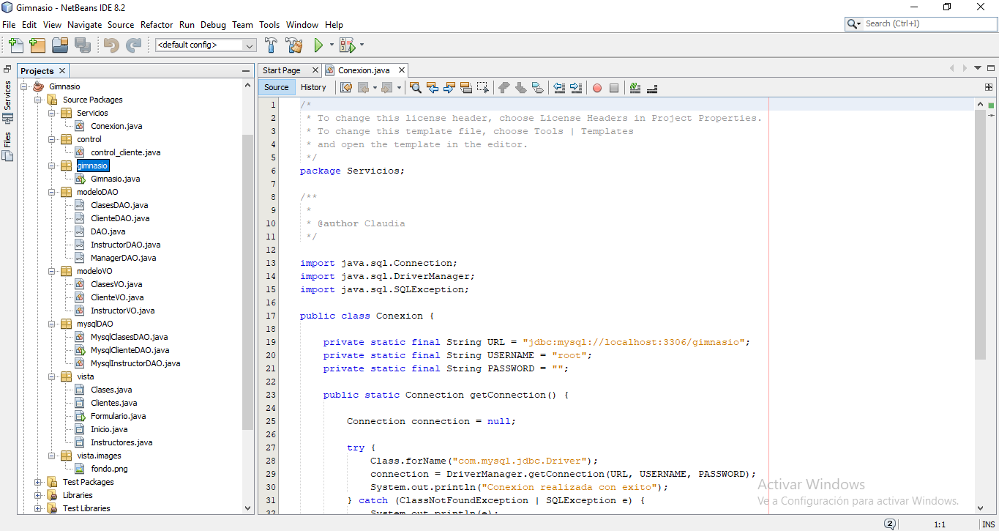 Gimnasio - NetBeans IDE 8.2
File Edit View Navigate Source Refactor Run Debug Team Tools Window Help
Search (Ctrl+I)
<default config>
Projects
Start Page
Conexion.java
Source
History
Services
Files
Gimnasio
Source Packages
Servicios
Conexion.java
control
control_cliente.java
gimnasio
Gimnasio.java
modeloDAO
ClasesDAO.java
ClienteDAO.java
DAO.java
InstructorDAO.java
ManagerDAO.java
modeloVO
ClasesVO.java
ClienteVO.java
InstructorVO.java
mysqlDAO
MysqlClasesDAO.java
MysqlClienteDAO.java
MysqlInstructorDAO.java
vista
Clases.java
Clientes.java
Formulario.java
Inicio.java
Instructores.java
vista.images
fondo.png
Test Packages
Libraries
Test Libraries
1 /*
2 * To change this license header, choose License Headers in Project Properties.
3 * To change this template file, choose Tools | Templates
4 * and open the template in the editor.
5 */
6 package Servicios;
7
8 /**
9 *
10 * @author Claudia
11 */
12
13 import java.sql.Connection;
14 import java.sql.DriverManager;
15 import java.sql.SQLException;
16
17 public class Conexion {
18
19 private static final String URL = "jdbc:mysql://localhost:3306/gimnasio";
20 private static final String USERNAME = "root";
21 private static final String PASSWORD = "";
22
23 public static Connection getConnection() {
24
25 Connection connection = null;
26
27 try {
28 Class.forName("com.mysql.jdbc.Driver");
29 connection = DriverManager.getConnection(URL, USERNAME, PASSWORD);
30 System.out.println("Conexion realizada con exito");
31 } catch (ClassNotFoundException | SQLException e) {
32 System.out.println(e);
Activar Windows
Ve a Configuración para activar Windows.
2
1:1
INS